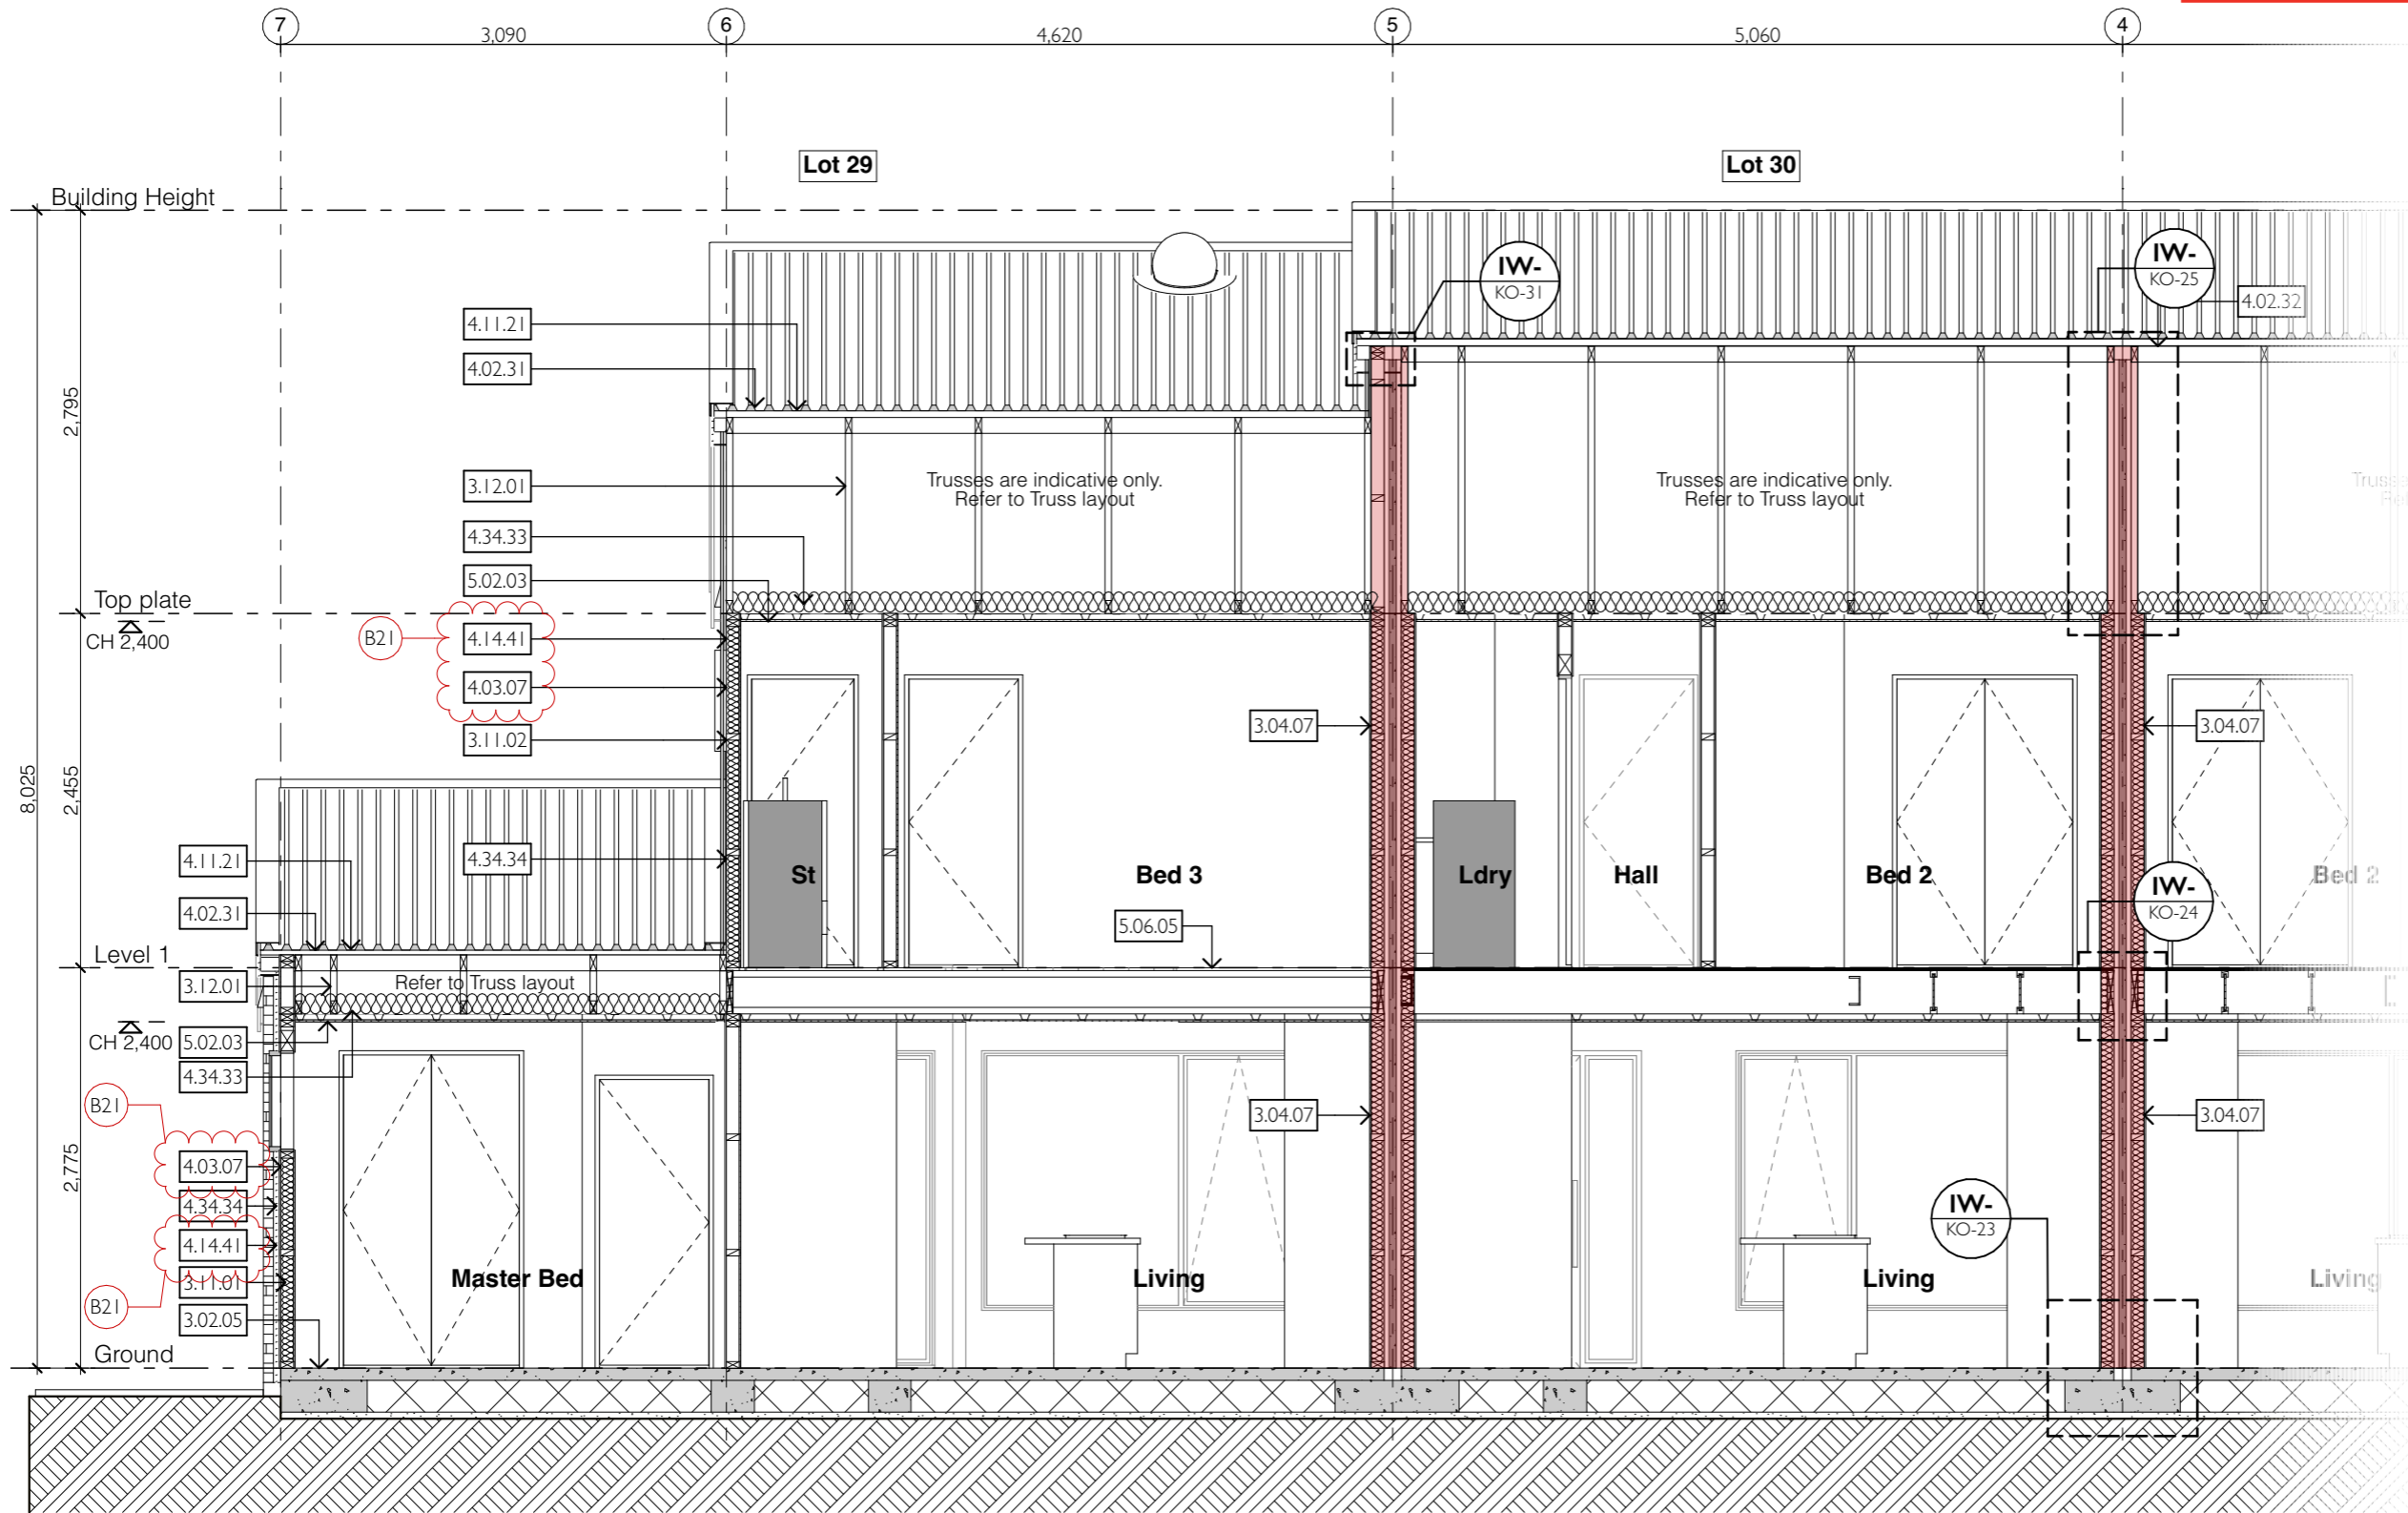 7
6
5
4
3,090
4,620
5,060
Lot 29
Lot 30
Building Height
IW-
KO-31
IW-
KO-25
4.02.32
4.11.21
4.02.31
2,795
3.12.01
Trusses are indicative only.
Refer to Truss layout
Trusses are indicative only.
Refer to Truss layout
4.34.33
5.02.03
Top plate
CH 2,400
B21
4.14.41
4.03.07
3.11.02
3.04.07
3.04.07
8,025
2,455
4.11.21
4.34.34
St
Bed 3
Ldry
Hall
Bed 2
Bed 2
IW-
KO-24
4.02.31
5.06.05
Level 1
3.12.01
Refer to Truss layout
CH 2,400
5.02.03
4.34.33
B21
3.04.07
3.04.07
2,775
4.03.07
4.34.34
4.14.41
3.11.01
B21
3.02.05
IW-
KO-23
Master Bed
Living
Living
Living
Ground